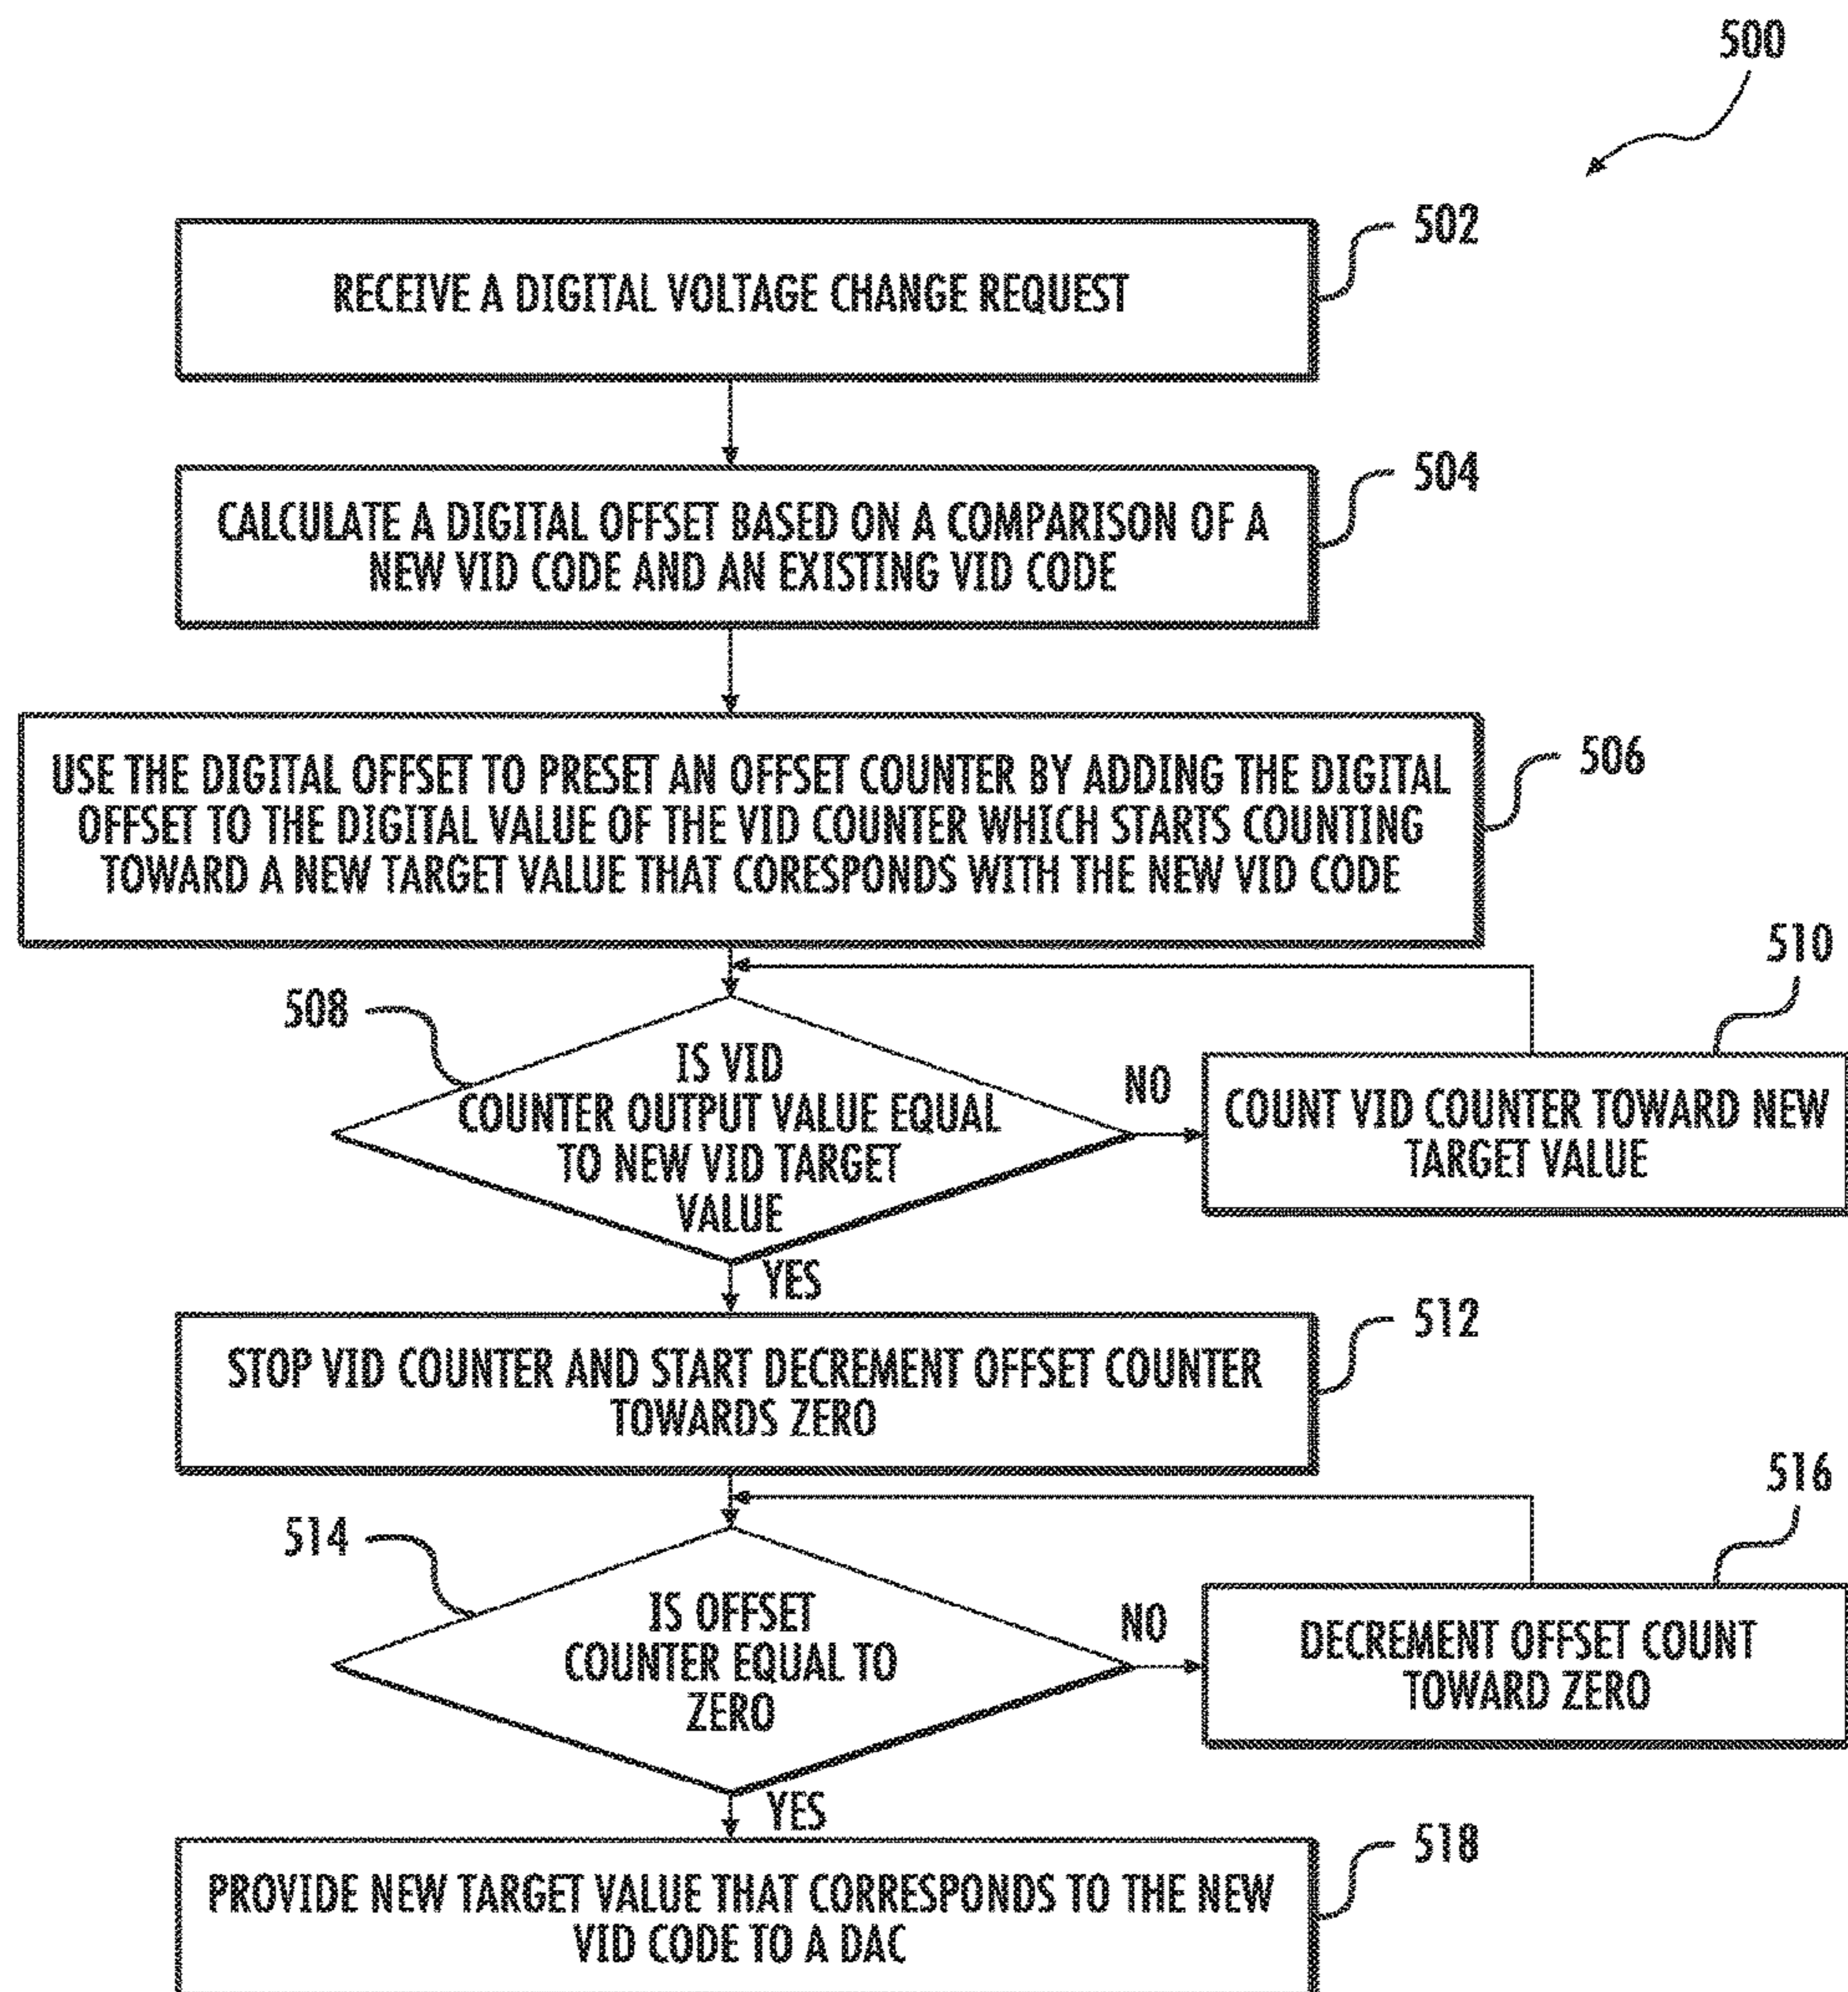 500
502
RECEIVE A DIGITAL VOLTAGE CHANGE REQUEST
504
CALCULATE A DIGITAL OFFSET BASED ON A COMPARISON OF A
NEW VID CODE AND AN EXISTING VID CODE
506
USE THE DIGITAL OFFSET TO PRESET AN OFFSET COUNTER BY ADDING THE DIGITAL
OFFSET TO THE DIGITAL VALUE OF THE VID COUNTER WHICH STARTS COUNTING
TOWARD A NEW TARGET VALUE THAT CORESPONDS WITH THE NEW VID CODE
508
IS VID
COUNTER OUTPUT VALUE EQUAL
TO NEW VID TARGET
VALUE
NO
510
COUNT VID COUNTER TOWARD NEW
TARGET VALUE
YES
512
STOP VID COUNTER AND START DECREMENT OFFSET COUNTER
TOWARDS ZERO
514
IS OFFSET
COUNTER EQUAL TO
ZERO
NO
516
DECREMENT OFFSET COUNT
TOWARD ZERO
YES
518
PROVIDE NEW TARGET VALUE THAT CORRESPONDS TO THE NEW
VID CODE TO A DAC